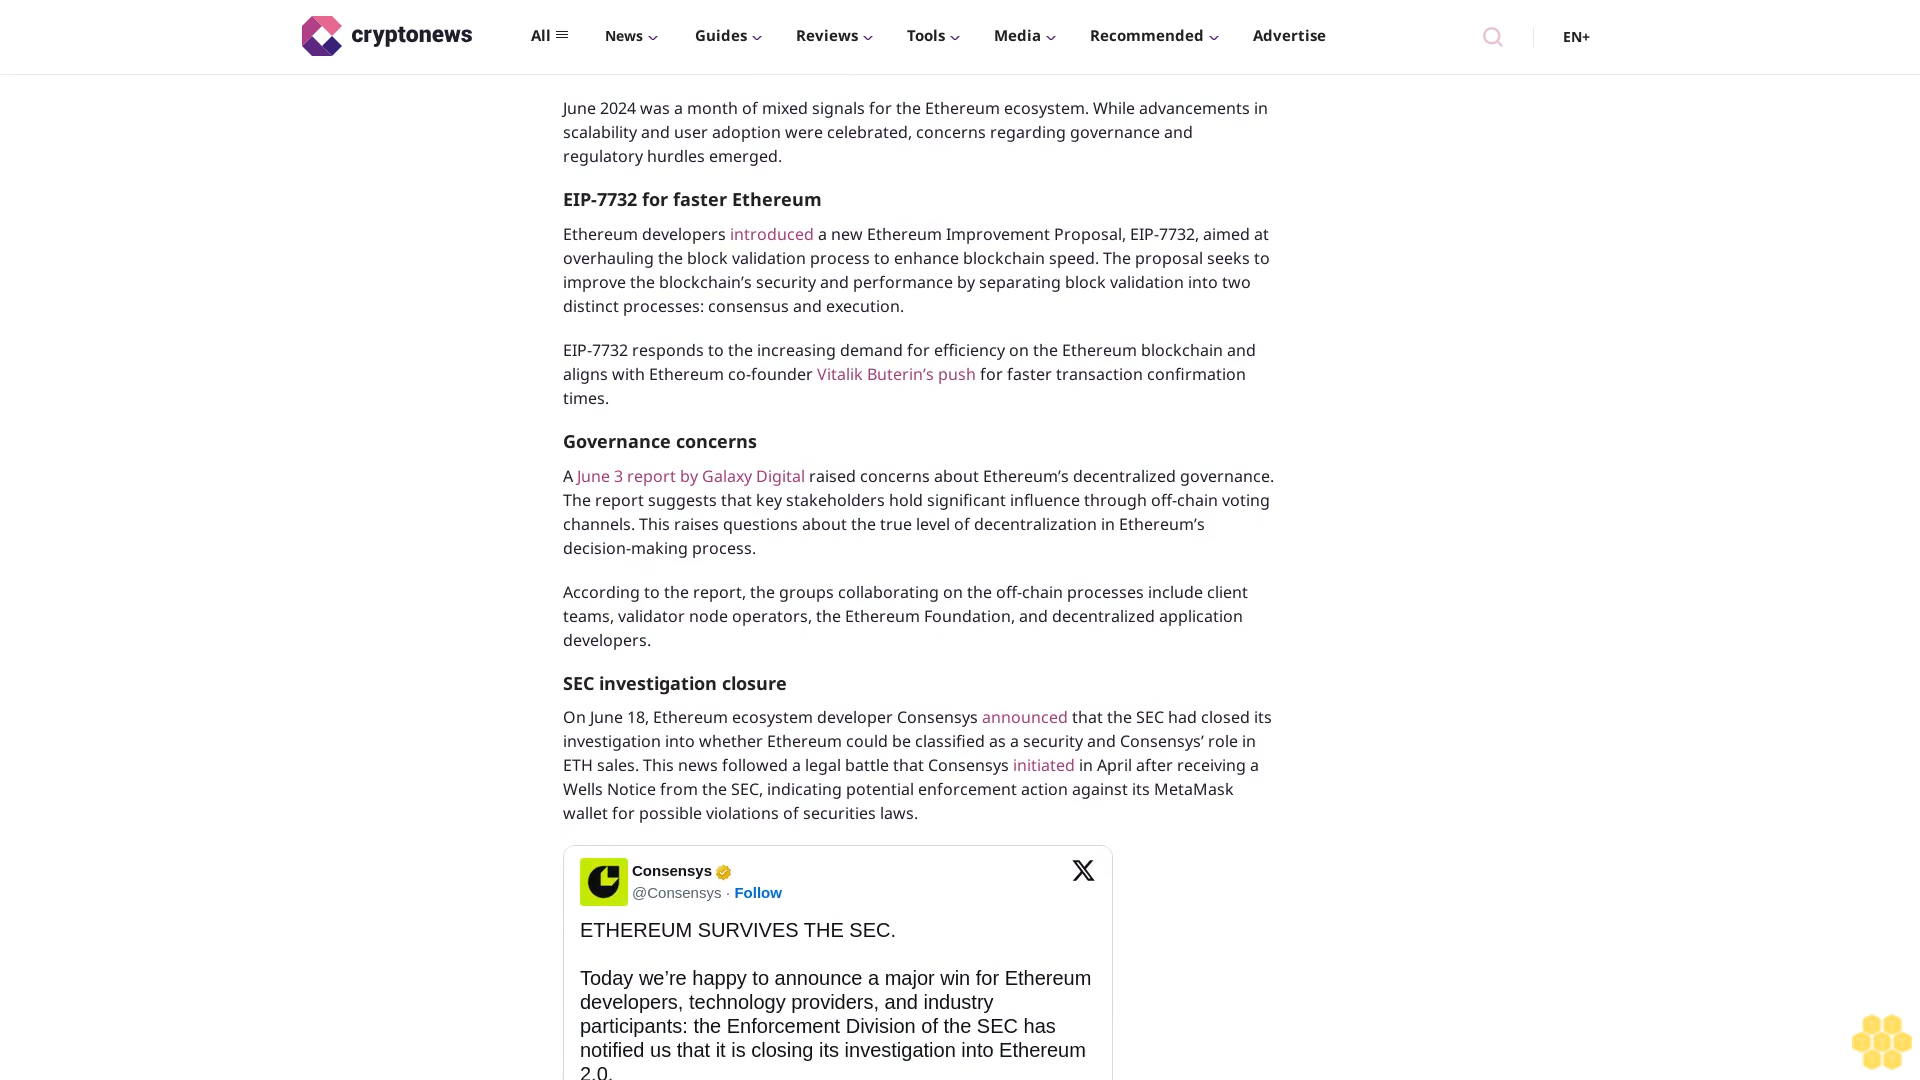 cryptonews
All News Guides Reviews Tools Media Recommended Advertise EN+
June 2024 was a month of mixed signals for the Ethereum ecosystem. While advancements in
scalability and user adoption were celebrated, concerns regarding governance and
regulatory hurdles emerged.
EIP-7732 for faster Ethereum
Ethereum developers introduced a new Ethereum Improvement Proposal, EIP-7732, aimed at
overhauling the block validation process to enhance blockchain speed. The proposal seeks to
improve the blockchain’s security and performance by separating block validation into two
distinct processes: consensus and execution.
EIP-7732 responds to the increasing demand for efficiency on the Ethereum blockchain and
aligns with Ethereum co-founder Vitalik Buterin’s push for faster transaction confirmation
times.
Governance concerns
A June 3 report by Galaxy Digital raised concerns about Ethereum’s decentralized governance.
The report suggests that key stakeholders hold significant influence through off-chain voting
channels. This raises questions about the true level of decentralization in Ethereum’s
decision-making process.
According to the report, the groups collaborating on the off-chain processes include client
teams, validator node operators, the Ethereum Foundation, and decentralized application
developers.
SEC investigation closure
On June 18, Ethereum ecosystem developer Consensys announced that the SEC had closed its
investigation into whether Ethereum could be classified as a security and Consensys’ role in
ETH sales. This news followed a legal battle that Consensys initiated in April after receiving a
Wells Notice from the SEC, indicating potential enforcement action against its MetaMask
wallet for possible violations of securities laws.
Consensys
@Consensys · Follow
ETHEREUM SURVIVES THE SEC.
Today we’re happy to announce a major win for Ethereum
developers, technology providers, and industry
participants: the Enforcement Division of the SEC has
notified us that it is closing its investigation into Ethereum
2.0.